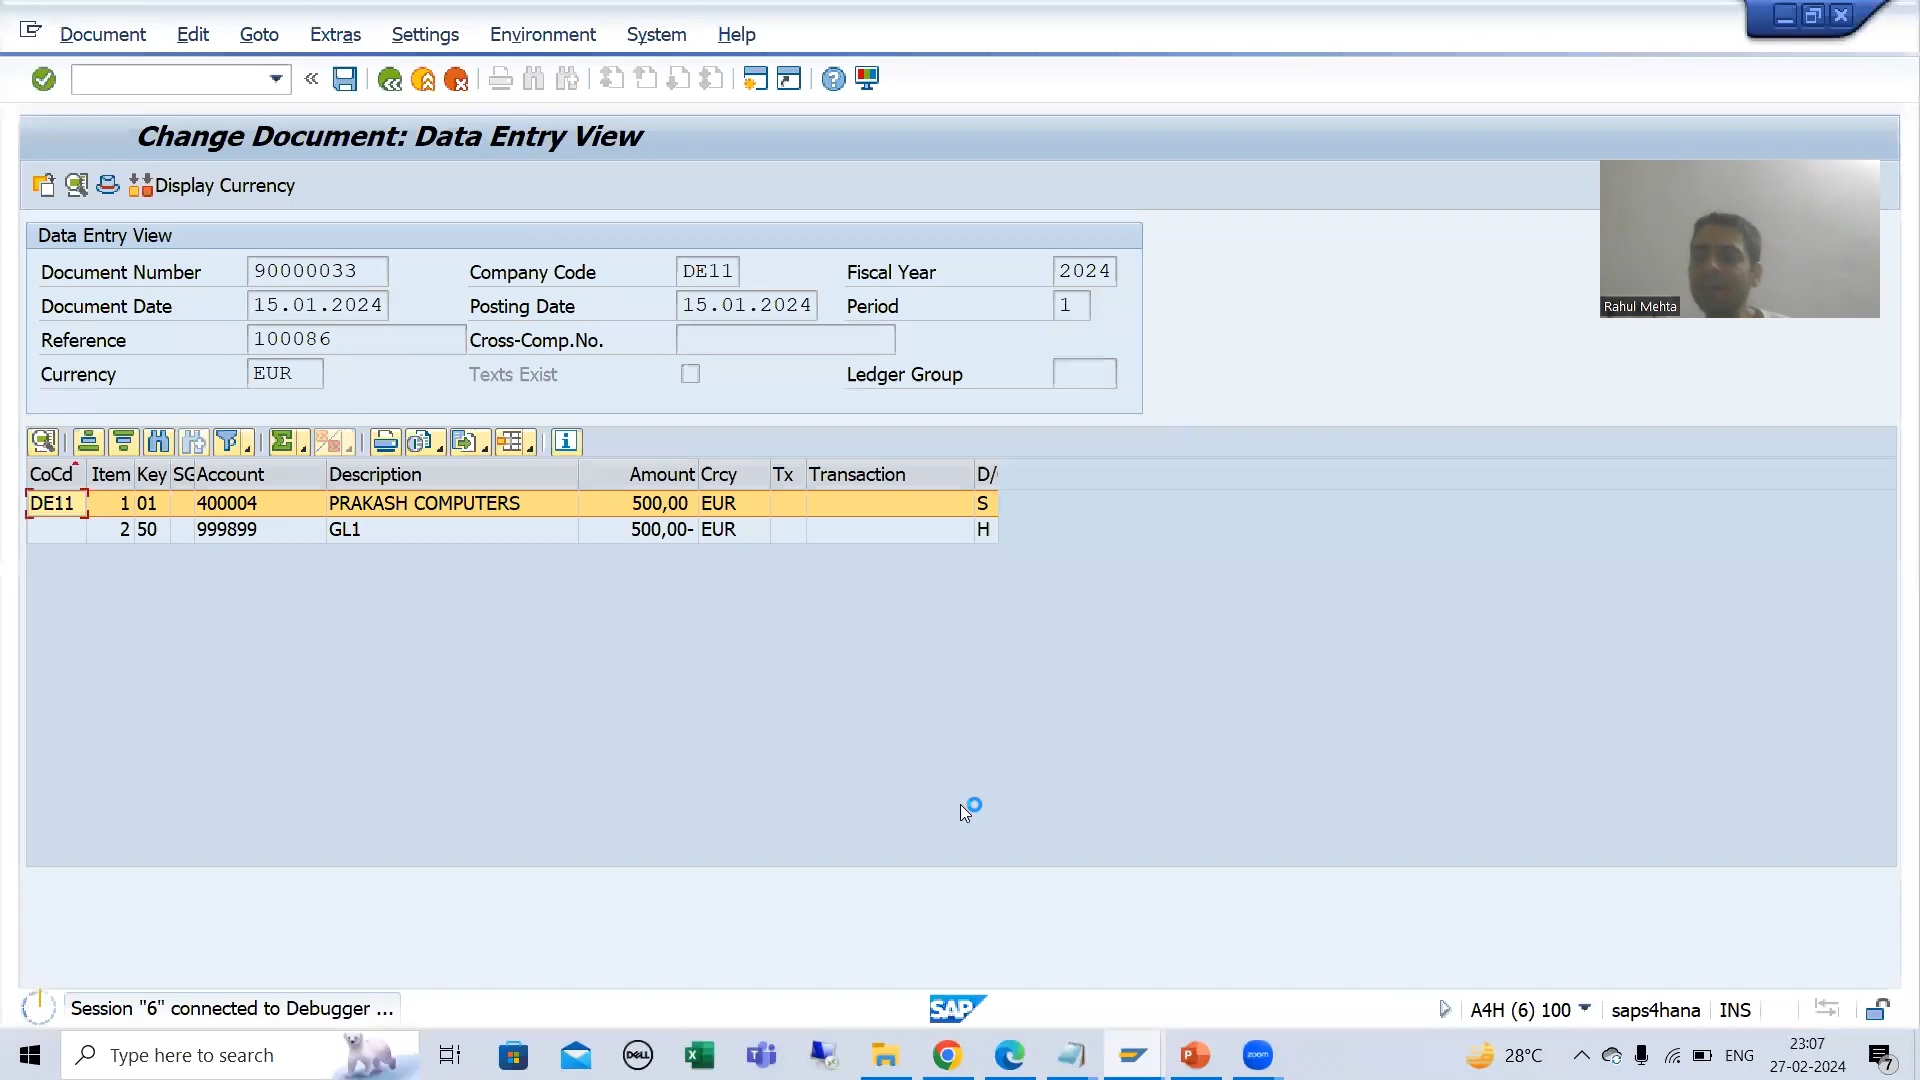 Document Edit Goto Extras Settings Environment System Help
Change Document: Data Entry View
Display Currency
Data Entry View
Document Number 90000033 Company Code DE11 Fiscal Year 2024
Document Date 15.01.2024 Posting Date 15.01.2024 Period 1
Reference 100086 Cross-Comp.No.
Currency EUR Texts Exist Ledger Group
Rahul Mehta
CoCd Item Key SG Account Description Amount Crcy Tx Transaction D/
DE11 1 01 400004 PRAKASH COMPUTERS 500,00 EUR S
2 50 999899 GL1 500,00- EUR H
Session "6" connected to Debugger ...
SAP
A4H (6) 100 saps4hana INS
Type here to search
DELL
zoom
28°C
ENG
23:07
27-02-2024
7